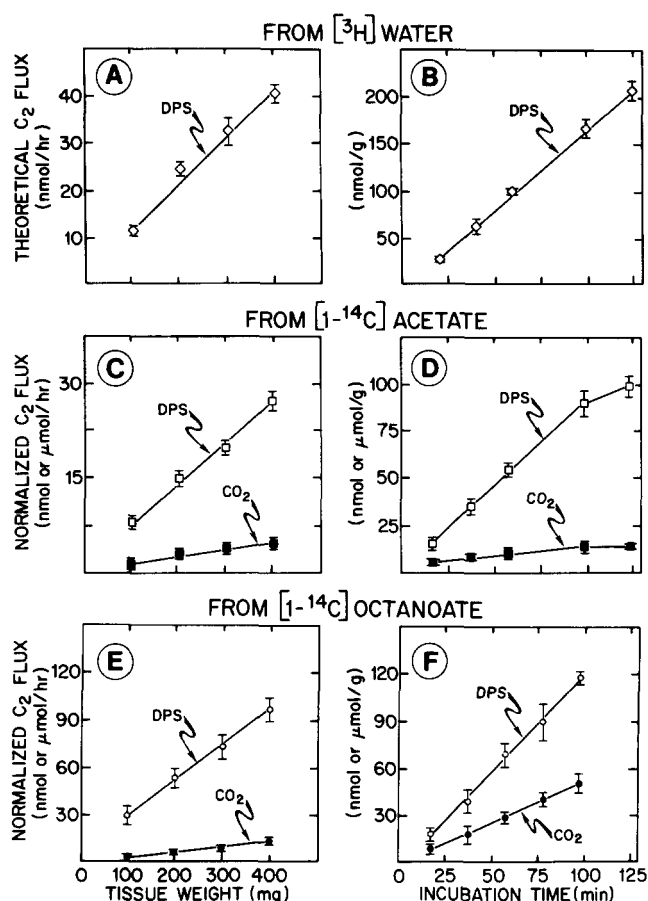 FROM [³H] WATER
A
B
THEORETICAL C₂ FLUX
(nmol/hr)
40
30
20
10
DPS
(nmol/g)
200
150
100
50
DPS
FROM [1-¹⁴C] ACETATE
C
D
NORMALIZED C₂ FLUX
(nmol or μmol/hr)
30
15
DPS
CO₂
(nmol or μmol/g)
100
75
50
25
DPS
CO₂
FROM [1-¹⁴C] OCTANOATE
E
F
NORMALIZED C₂ FLUX
(nmol or μmol/hr)
120
90
60
30
DPS
CO₂
(nmol or μmol/g)
120
90
60
30
DPS
CO₂
100 200 300 400
TISSUE WEIGHT (mg)
25 50 75 100 125
INCUBATION TIME (min)